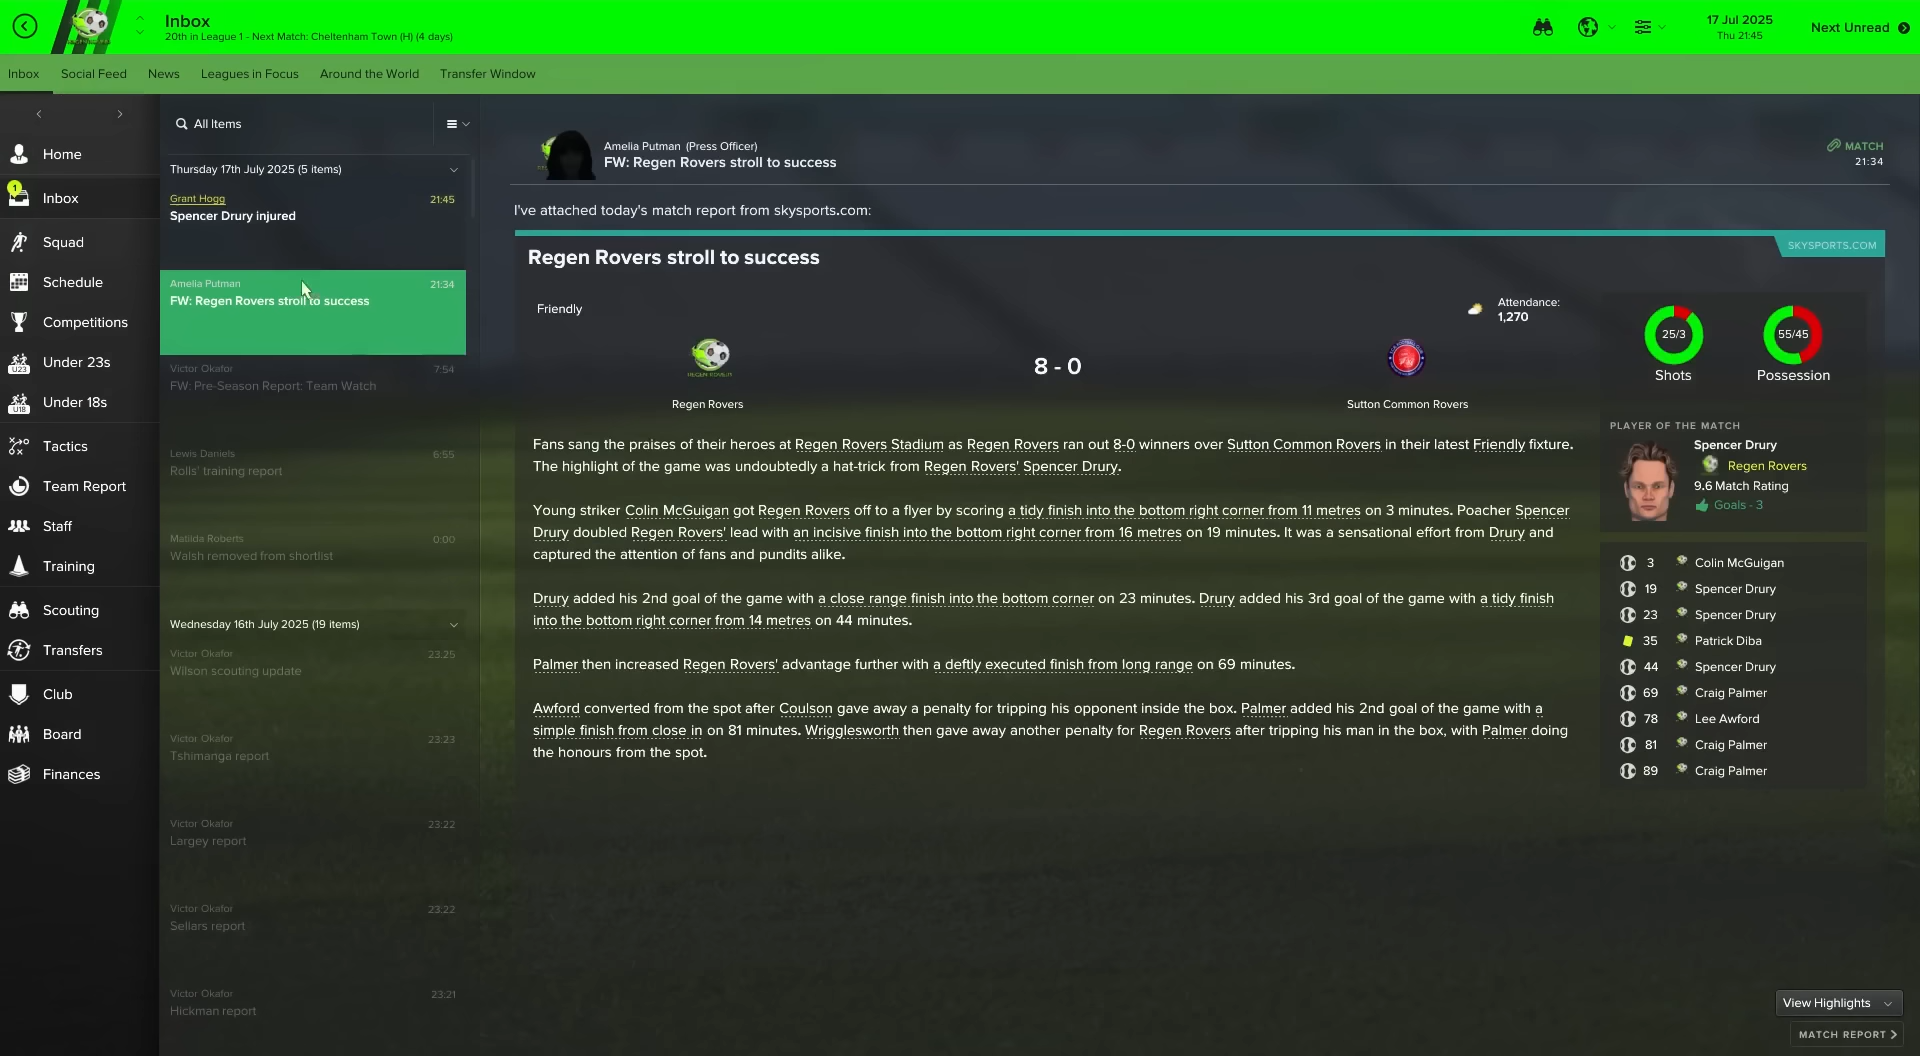 Inbox
20th in League 1 - Next Match: Cheltenham Town (H) (4 days)
17 Jul 2025
Thu 21:45
Next Unread
Inbox
Social Feed
News
Leagues in Focus
Around the World
Transfer Window
Home
1
Inbox
Squad
Schedule
Competitions
U23
Under 23s
U18
Under 18s
Tactics
Team Report
Staff
Training
Scouting
Transfers
Club
Board
Finances
All Items
Thursday 17th July 2025 (5 items)
Grant Hogg 21:45
Spencer Drury injured
Amelia Putman 21:34
FW: Regen Rovers stroll to success
Victor Okafor 7:54
FW: Pre-Season Report: Team Watch
Lewis Daniels 6:55
Rolls' training report
Matilda Roberts 0:00
Walsh removed from shortlist
Wednesday 16th July 2025 (19 items)
Victor Okafor 23:25
Wilson scouting update
Victor Okafor 23:23
Tshimanga report
Victor Okafor 23:22
Largey report
Victor Okafor 23:22
Sellars report
Victor Okafor 23:21
Hickman report
Amelia Putman (Press Officer)
FW: Regen Rovers stroll to success
MATCH
21:34
I've attached today's match report from skysports.com:
SKYSPORTS.COM
Regen Rovers stroll to success
Friendly
Attendance:
1,270
REGEN ROVERS
8 - 0
Regen Rovers
Sutton Common Rovers
Fans sang the praises of their heroes at Regen Rovers Stadium as Regen Rovers ran out 8-0 winners over Sutton Common Rovers in their latest Friendly fixture.
The highlight of the game was undoubtedly a hat-trick from Regen Rovers' Spencer Drury.
Young striker Colin McGuigan got Regen Rovers off to a flyer by scoring a tidy finish into the bottom right corner from 11 metres on 3 minutes. Poacher Spencer
Drury doubled Regen Rovers' lead with an incisive finish into the bottom right corner from 16 metres on 19 minutes. It was a sensational effort from Drury and
captured the attention of fans and pundits alike.
Drury added his 2nd goal of the game with a close range finish into the bottom corner on 23 minutes. Drury added his 3rd goal of the game with a tidy finish
into the bottom right corner from 14 metres on 44 minutes.
Palmer then increased Regen Rovers' advantage further with a deftly executed finish from long range on 69 minutes.
Awford converted from the spot after Coulson gave away a penalty for tripping his opponent inside the box. Palmer added his 2nd goal of the game with a
simple finish from close in on 81 minutes. Wrigglesworth then gave away another penalty for Regen Rovers after tripping his man in the box, with Palmer doing
the honours from the spot.
25/3
55/45
Shots
Possession
PLAYER OF THE MATCH
Spencer Drury
Regen Rovers
9.6 Match Rating
Goals - 3
3 Colin McGuigan
19 Spencer Drury
23 Spencer Drury
35 Patrick Diba
44 Spencer Drury
69 Craig Palmer
78 Lee Awford
81 Craig Palmer
89 Craig Palmer
View Highlights
MATCH REPORT